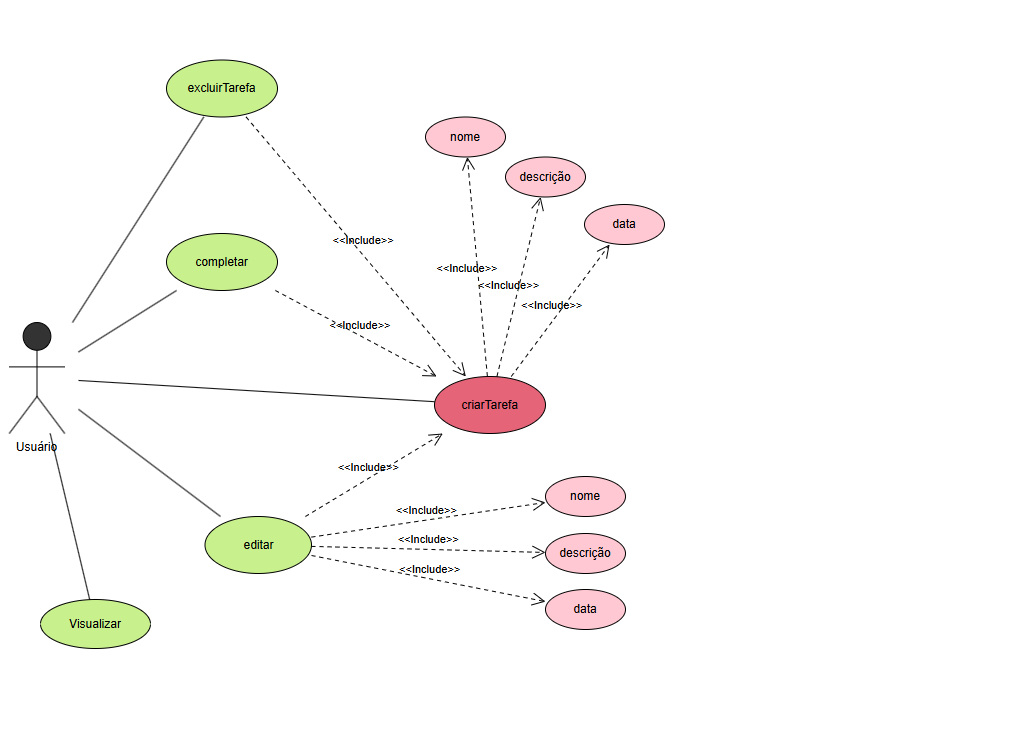 excluirTarefa
nome
descrição
data
<<Include>>
completar
<<Include>>
<<Include>>
<<Include>>
<<Include>>
criarTarefa
Usuário
<<Include>>
nome
<<Include>>
editar
<<Include>>
descrição
<<Include>>
data
Visualizar